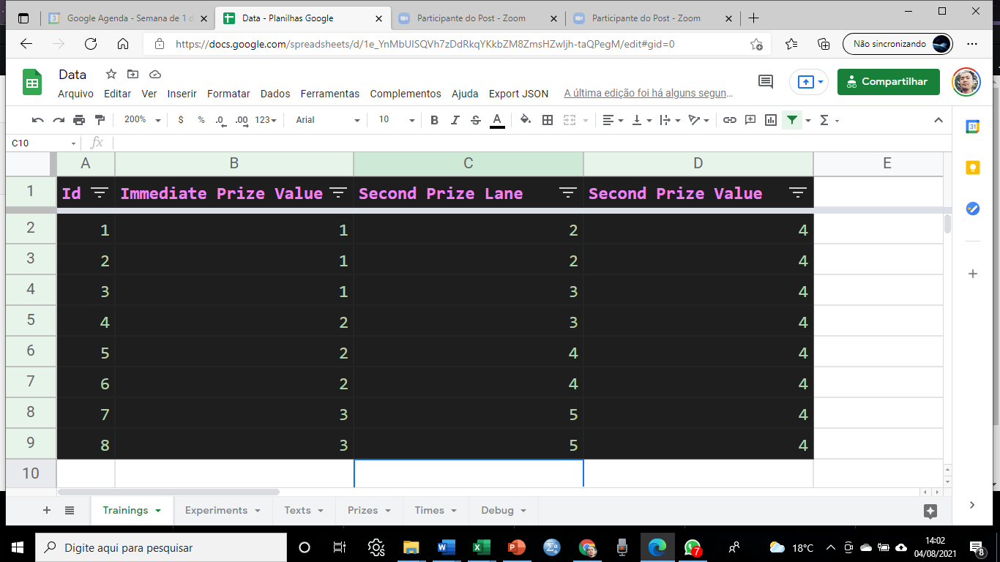 Google Agenda - Semana de 1 d
Data - Planilhas Google
Participante do Post - Zoom
Participante do Post - Zoom
https://docs.google.com/spreadsheets/d/1e_YnMbUISQVh7zDdRkqYKkbZM8ZmsHZwIjh-taQPegM/edit#gid=0
Não sincronizando
Data
Arquivo Editar Ver Inserir Formatar Dados Ferramentas Complementos Ajuda Export JSON A última edição foi há alguns segun...
Compartilhar
200% $ % .0 .00 123 Arial 10 B I S A Σ
C10 fx
A B C D E
1 Id Immediate Prize Value Second Prize Lane Second Prize Value
2 1 1 2 4
3 2 1 2 4
4 3 1 3 4
5 4 2 3 4
6 5 2 4 4
7 6 2 4 4
8 7 3 5 4
9 8 3 5 4
10
Trainings Experiments Texts Prizes Times Debug
Digite aqui para pesquisar
7
18°C
14:02
04/08/2021
8